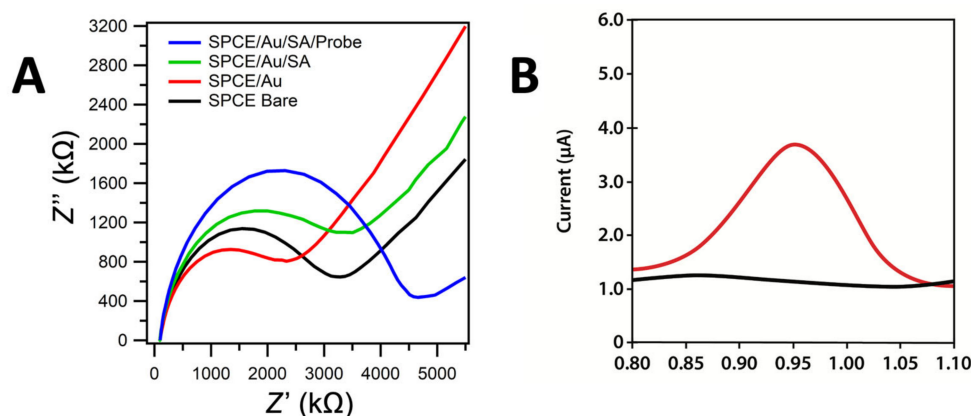 A
3200
2800
2400
2000
1600
1200
800
400
0
Z'' (kΩ)
SPCE/Au/SA/Probe
SPCE/Au/SA
SPCE/Au
SPCE Bare
0 1000 2000 3000 4000 5000
Z' (kΩ)
B
6.0
5.0
4.0
3.0
2.0
1.0
0
Current (µA)
0.80 0.85 0.90 0.95 1.00 1.05 1.10